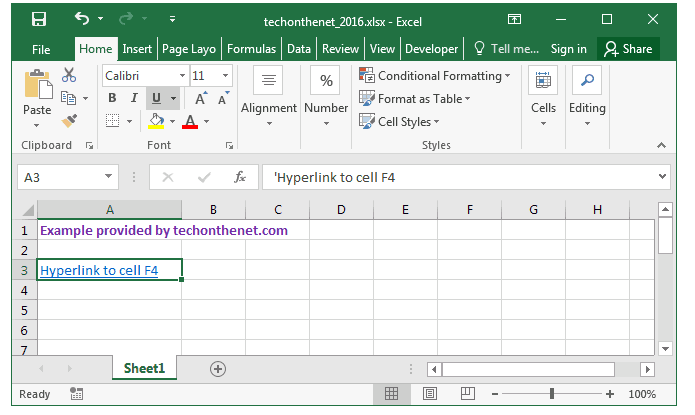 techonthenet_2016.xlsx - Excel
File Home Insert Page Layo Formulas Data Review View Developer Tell me... Sign in Share
Calibri 11
Conditional Formatting
B I U A A
Paste
Alignment Number
%
Format as Table
Cells Editing
A
Cell Styles
Clipboard Font Styles
A3 fx 'Hyperlink to cell F4
A B C D E F G H
1 Example provided by techonthenet.com
2
3 Hyperlink to cell F4
4
5
6
7
Sheet1
Ready 100%